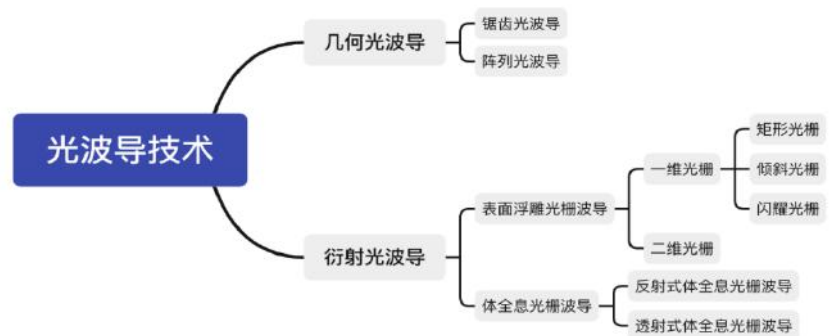 光波导技术
几何光波导
锯齿光波导
阵列光波导
衍射光波导
表面浮雕光栅波导
一维光栅
矩形光栅
倾斜光栅
闪耀光栅
二维光栅
体全息光栅波导
反射式体全息光栅波导
透射式体全息光栅波导